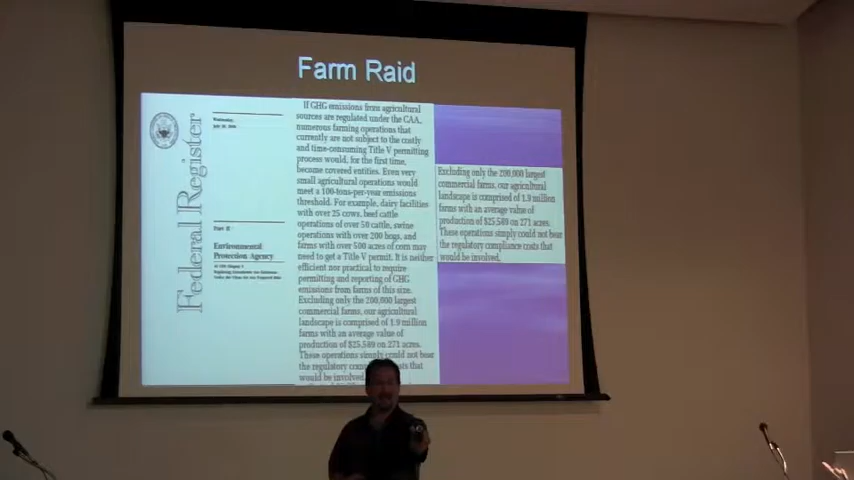 Farm Raid
Federal Register
Part II
Environmental
Protection Agency
If GHG emissions from agricultural
sources are regulated under the CAA,
numerous farming operations that
currently are not subject to the costly
and time-consuming Title V permitting
process would, for the first time,
become covered entities. Even very
small agricultural operations would
meet a 100-tons-per-year emissions
threshold. For example, dairy facilities
with over 25 cows, beef cattle
operations of over 50 cattle, swine
operations with over 200 hogs, and
farms with over 500 acres of corn may
need to get a Title V permit. It is neither
efficient nor practical to require
permitting and reporting of GHG
emissions from farms of this size.
Excluding only the 200,000 largest
commercial farms, our agricultural
landscape is comprised of 1.9 million
farms with an average value of
production of $25,589 on 271 acres.
These operations simply could not bear
the regulatory that
would be involved.
Excluding only the 200,000 largest
commercial farms, our agricultural
landscape is comprised of 1.9 million
farms with an average value of
production of $25,589 on 271 acres.
These operations simply could not bear
the regulatory compliance costs that
would be involved.